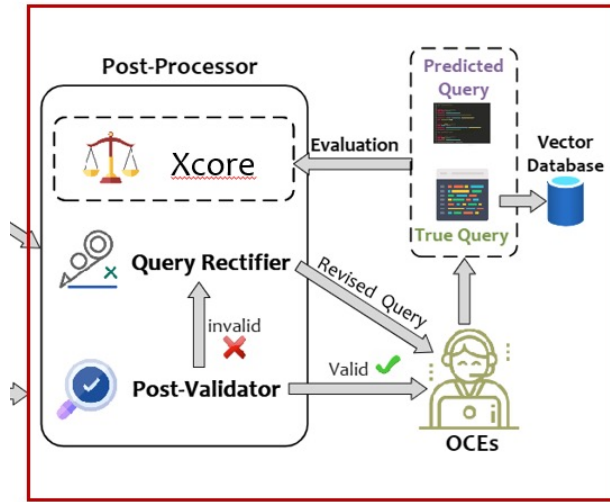 Post-Processor
Predicted
Query
Evaluation
Xcore
Vector
Database
True Query
Query Rectifier
Revised Query
invalid
Valid
Post-Validator
OCEs